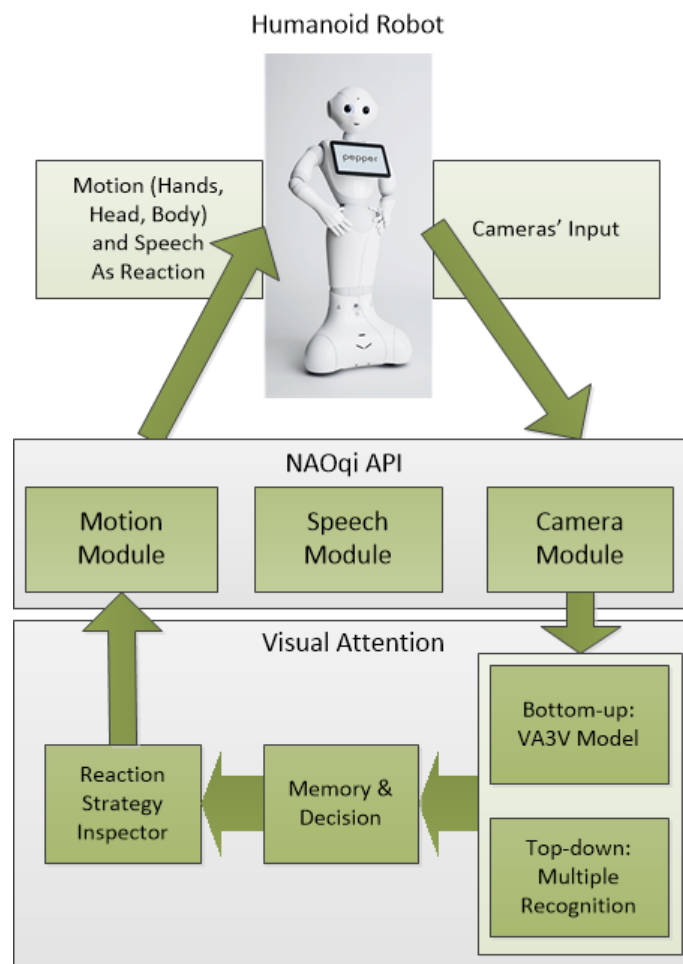 Humanoid Robot
pepper
Motion (Hands,
Head, Body)
and Speech
As Reaction
Cameras' Input
NAOqi API
Motion
Module
Speech
Module
Camera
Module
Visual Attention
Bottom-up:
VA3V Model
Reaction
Strategy
Inspector
Memory &
Decision
Top-down:
Multiple
Recognition